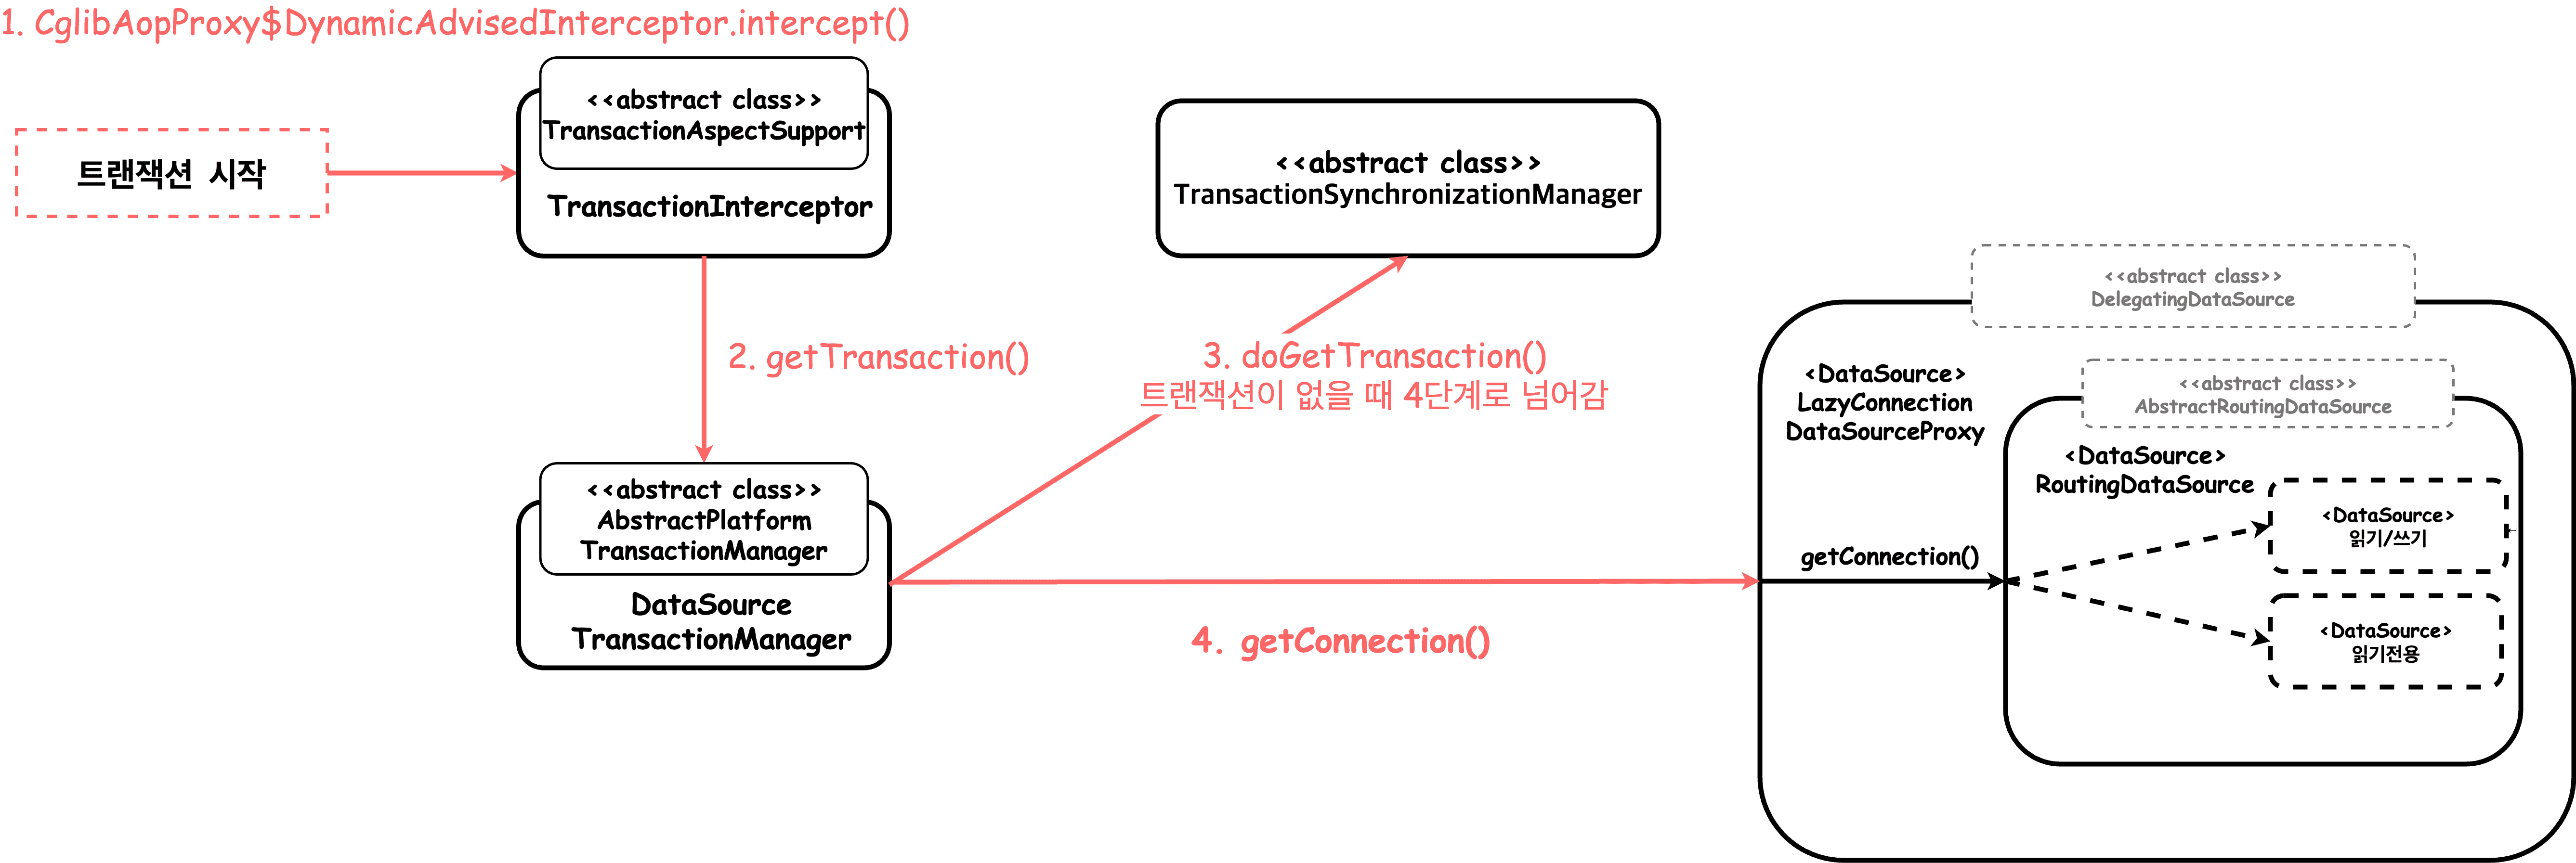 1. CglibAopProxy$DynamicAdvisedInterceptor.intercept()
<<abstract class>>
TransactionAspectSupport
TransactionInterceptor
트랜잭션 시작
<<abstract class>>
TransactionSynchronizationManager
2. getTransaction()
3. doGetTransaction()
트랜잭션이 없을 때 4단계로 넘어감
<<abstract class>>
AbstractPlatform
TransactionManager
DataSource
TransactionManager
4. getConnection()
<<abstract class>>
DelegatingDataSource
<DataSource>
LazyConnection
DataSourceProxy
<<abstract class>>
AbstractRoutingDataSource
<DataSource>
RoutingDataSource
getConnection()
<DataSource>
읽기/쓰기
<DataSource>
읽기전용